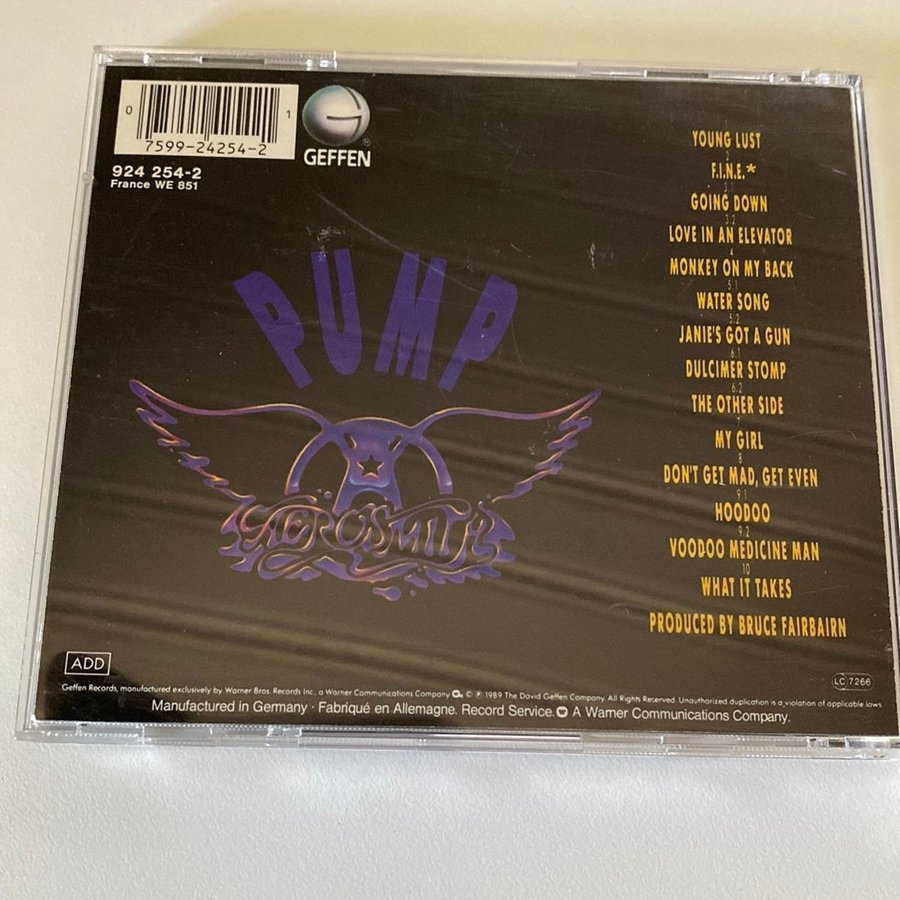 0 1
7599-24254-2
GEFFEN
®
924 254-2
France WE 851
PUMP
AEROSMITH
1
YOUNG LUST
2
F.I.N.E.*
3.1
GOING DOWN
3.2
LOVE IN AN ELEVATOR
4
MONKEY ON MY BACK
5.1
WATER SONG
5.2
JANIE'S GOT A GUN
6.1
DULCIMER STOMP
6.2
THE OTHER SIDE
7
MY GIRL
8
DON'T GET MAD, GET EVEN
9.1
HOODOO
9.2
VOODOO MEDICINE MAN
10
WHAT IT TAKES
PRODUCED BY BRUCE FAIRBAIRN
ADD
LC 7266
Geffen Records, manufactured exclusively by Warner Bros. Records Inc., a Warner Communications Company © ℗ 1989 The David Geffen Company. All Rights Reserved. Unauthorized duplication is a violation of applicable laws
Manufactured in Germany · Fabriqué en Allemagne. Record Service. A Warner Communications Company.